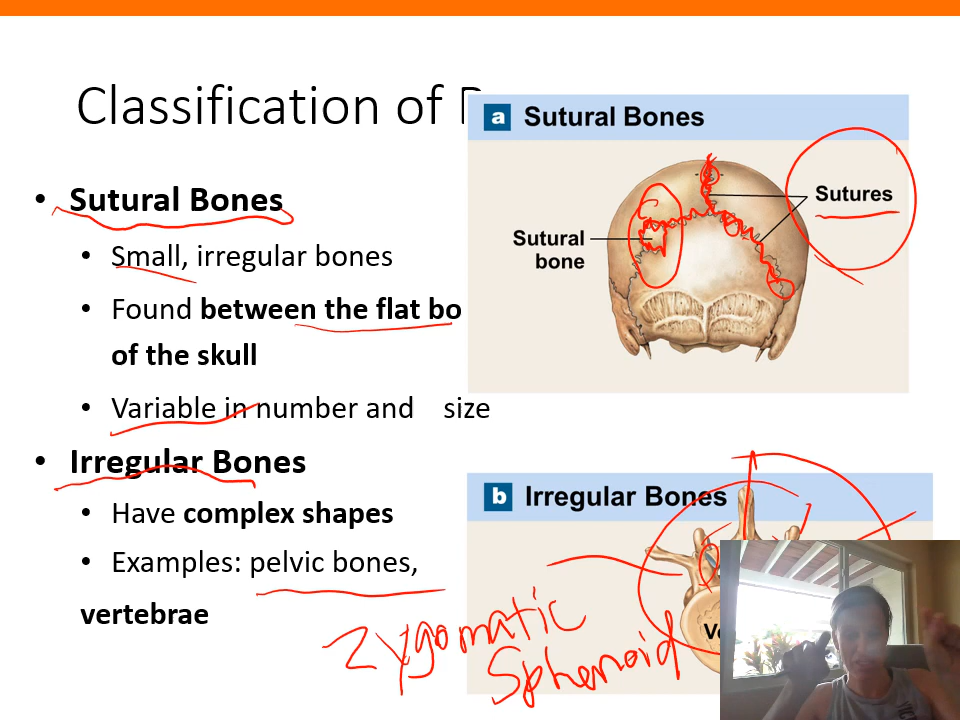 Classification of B
a Sutural Bones
• Sutural Bones
• Small, irregular bones
• Found between the flat bo
of the skull
• Variable in number and size
Sutures
Sutural
bone
• Irregular Bones
• Have complex shapes
• Examples: pelvic bones,
vertebrae
b Irregular Bones
Ve
Zygomatic
Sphenoid